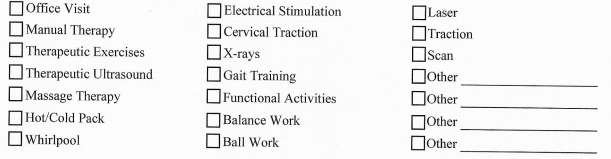 Office Visit
Manual Therapy
Therapeutic Exercises
Therapeutic Ultrasound
Massage Therapy
Hot/Cold Pack
Whirlpool
Electrical Stimulation
Cervical Traction
X-rays
Gait Training
Functional Activities
Balance Work
Ball Work
Laser
Traction
Scan
Other
Other
Other
Other